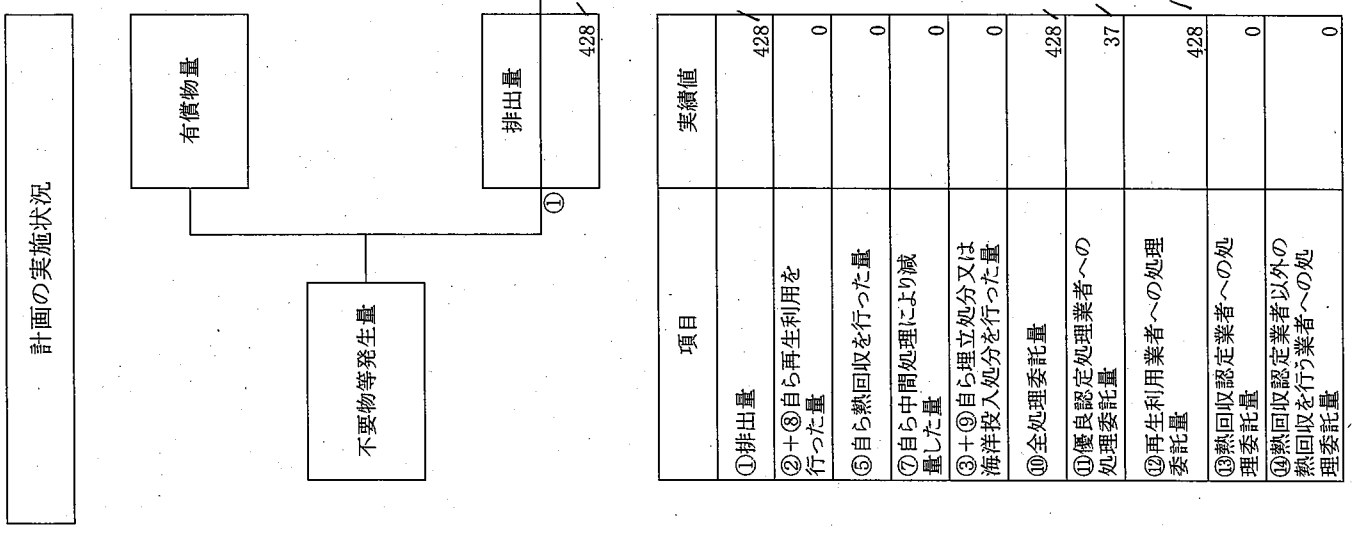 計画の実施状況
有償物量
不要物等発生量
①
排出量
428
項目
実績値
①排出量
428
②+⑧自ら再生利用を
行った量
0
⑤自ら熱回収を行った量
0
⑦自ら中間処理により減
量した量
0
③+⑨自ら埋立処分又は
海洋投入処分を行った量
0
⑩全処理委託量
428
⑪優良認定処理業者への
処理委託量
37
⑫再生利用業者への処理
委託量
428
⑬熱回収認定業者への処
理委託量
0
⑭熱回収認定業者以外の
熱回収を行う業者への処
理委託量
0